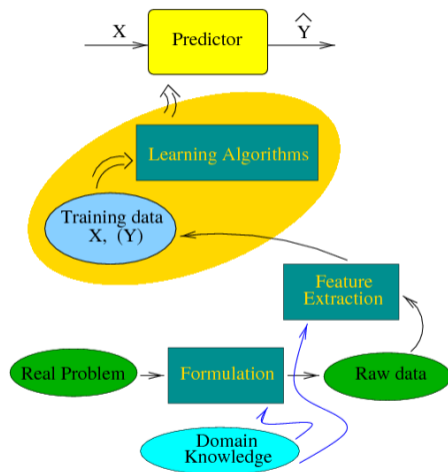 X
Predictor
Ŷ
Learning Algorithms
Training data
X, (Y)
Feature
Extraction
Real Problem
Formulation
Raw data
Domain
Knowledge